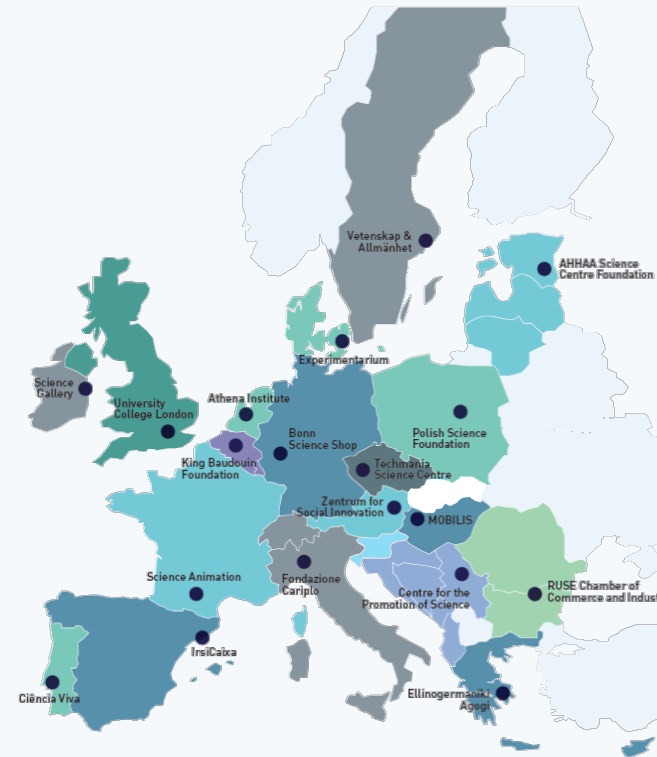 Vetenskap &
Allmänhet
AHHAA Science
Centre Foundation
Experimentarium
Science
Gallery
University
College London
Athena Institute
King Baudouin
Foundation
Bonn
Science Shop
Polish Science
Foundation
Techmania
Science Centre
Zentrum for
Social Innovation
MOBILIS
Science Animation
Fondazione
Cariplo
Centre for the
Promotion of Science
RUSE Chamber of
Commerce and Indust
IrsiCaixa
Ciência Viva
Ellinogermaniki
Agogi